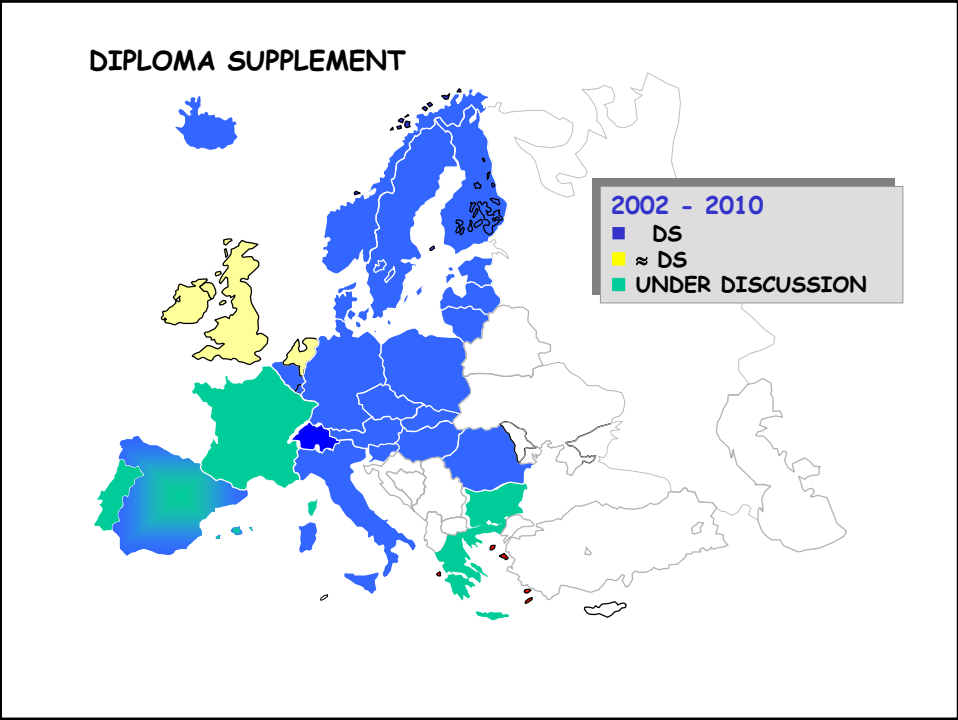 DIPLOMA SUPPLEMENT
2002 - 2010
DS
≈ DS
UNDER DISCUSSION